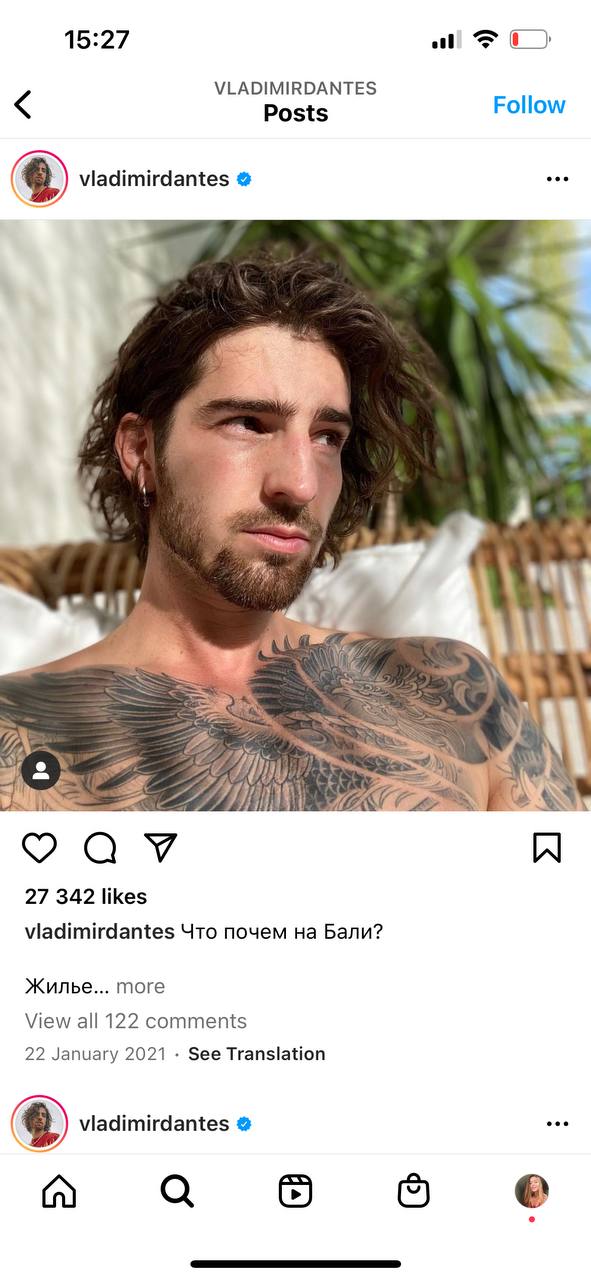 15:27
VLADIMIRDANTES
Posts
Follow
vladimirdantes
27 342 likes
vladimirdantes Что почем на Бали?
Жилье... more
View all 122 comments
22 January 2021 · See Translation
vladimirdantes